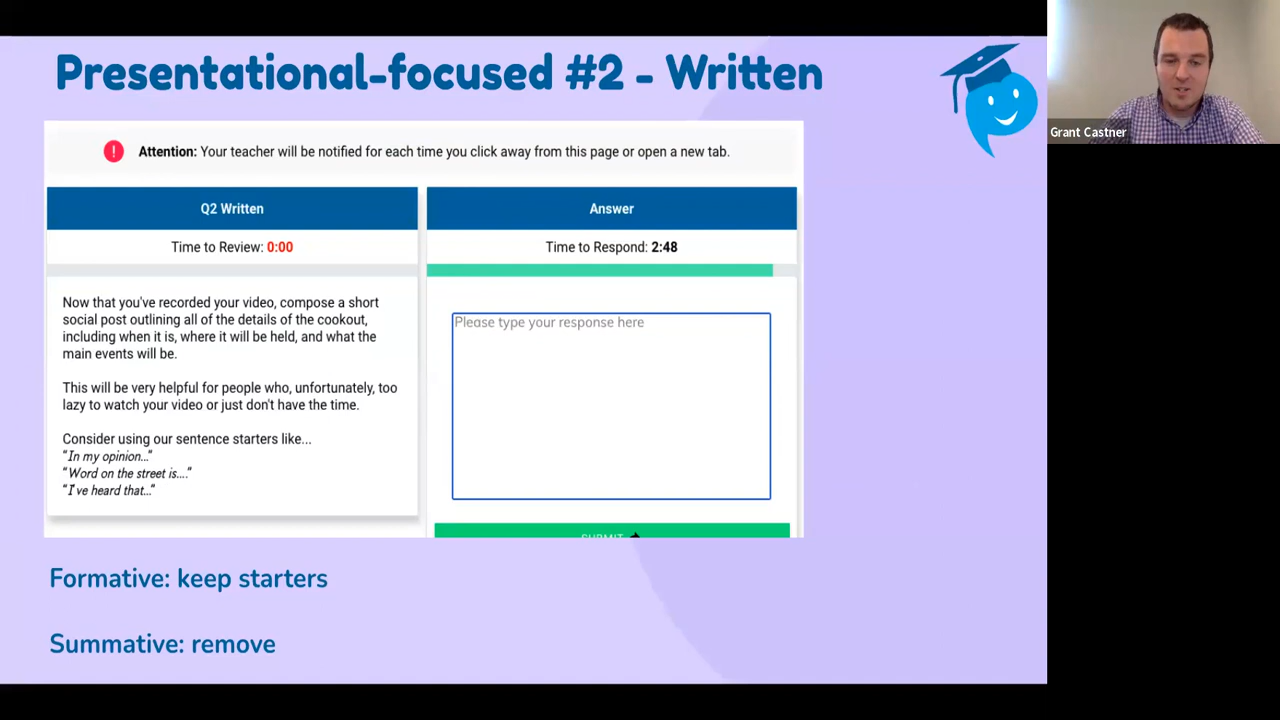 Presentational-focused #2 - Written
Grant Castner
Attention: Your teacher will be notified for each time you click away from this page or open a new tab.
Q2 Written
Time to Review: 0:00
Now that you've recorded your video, compose a short
social post outlining all of the details of the cookout,
including when it is, where it will be held, and what the
main events will be.
This will be very helpful for people who, unfortunately, too
lazy to watch your video or just don't have the time.
Consider using our sentence starters like...
"In my opinion..."
"Word on the street is...."
"I've heard that..."
Answer
Time to Respond: 2:48
Please type your response here
SUBMIT
Formative: keep starters
Summative: remove